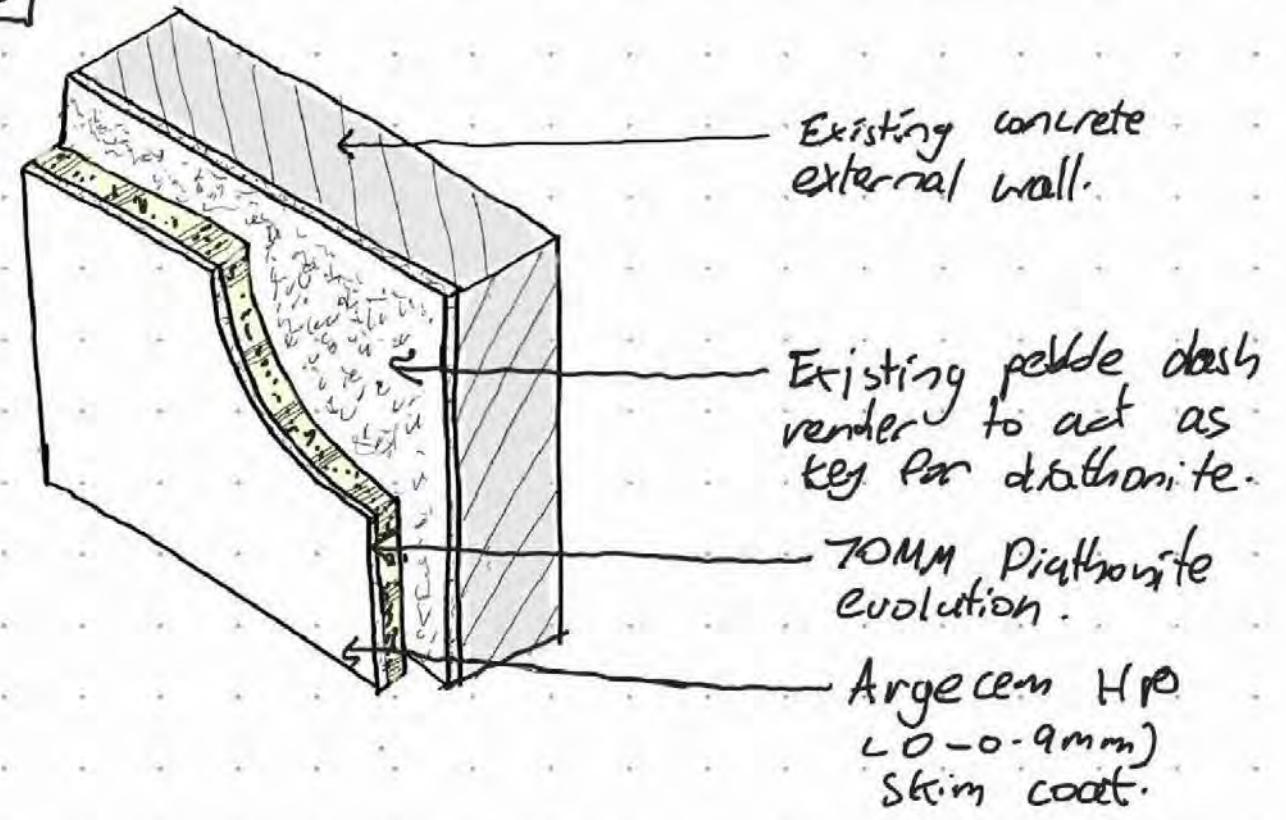 Existing concrete
external wall.
Existing pebble dash
render to act as
key for diathonite.
70MM Diathonite
evolution.
Argecem HPO
(0-0.9mm)
skim coat.